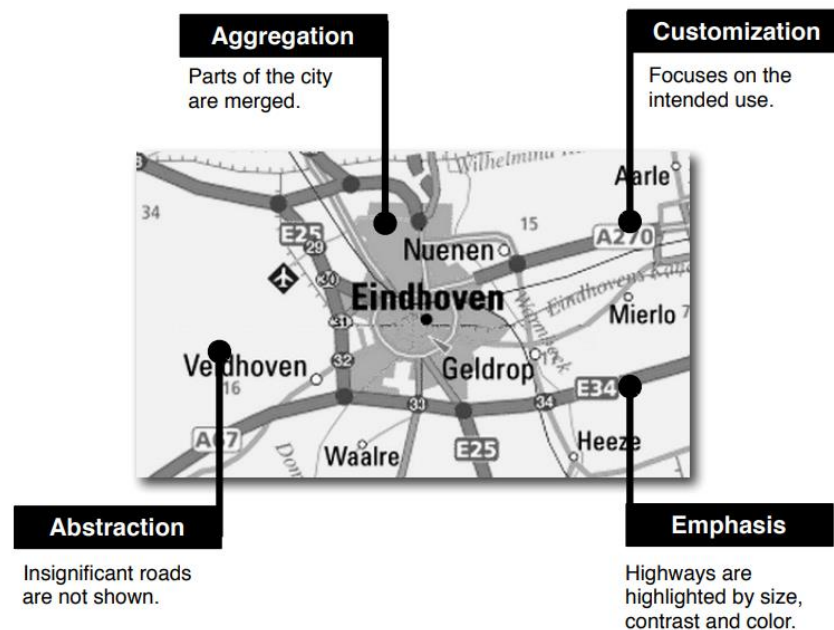 Aggregation
Parts of the city
are merged.
Customization
Focuses on the
intended use.
Wilhelmina
Aarle
34
15
E25
29
Nuenen
A270
30
Eindhoven
Eindhovens
31
Mierlo
32
Geldrop
Veldhoven
16
E34
33
34
A67
Waalre
E25
Heeze
Abstraction
Insignificant roads
are not shown.
Emphasis
Highways are
highlighted by size,
contrast and color.